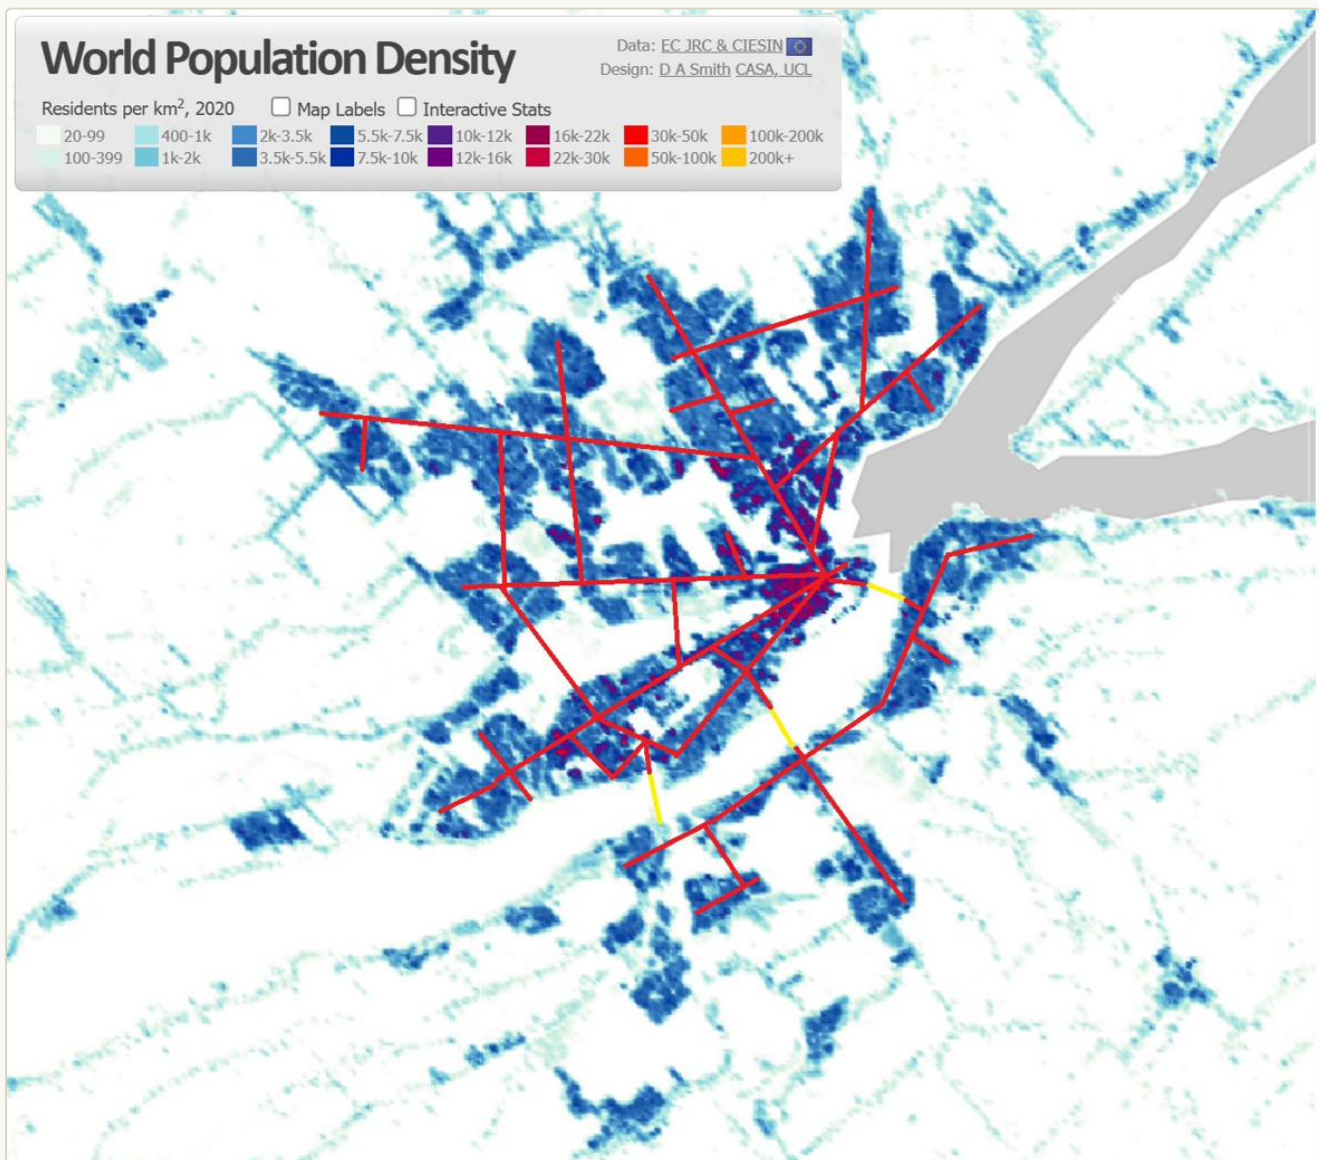 World Population Density
Data: EC JRC & CIESIN
Design: D A Smith CASA, UCL
Residents per km², 2020 Map Labels Interactive Stats
20-99 400-1k 2k-3.5k 5.5k-7.5k 10k-12k 16k-22k 30k-50k 100k-200k
100-399 1k-2k 3.5k-5.5k 7.5k-10k 12k-16k 22k-30k 50k-100k 200k+